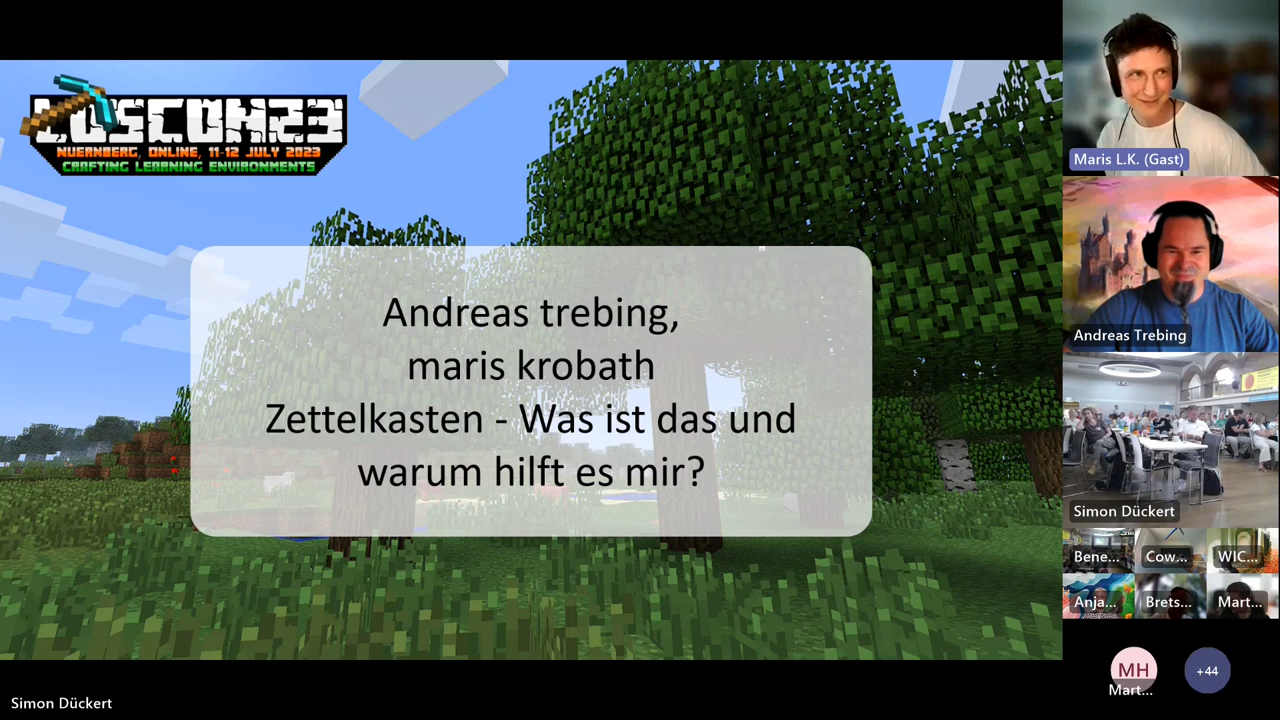 LOSCON23
NUERNBERG, ONLINE, 11-12 JULY 2023
CRAFTING LEARNING ENVIRONMENTS
Andreas trebing,
maris krobath
Zettelkasten - Was ist das und
warum hilft es mir?
Maris L.K. (Gast)
Andreas Trebing
Simon Dückert
Bene...
Cow...
WIC...
Anja...
Brets...
Mart...
MH
Mart...
+44
Simon Dückert